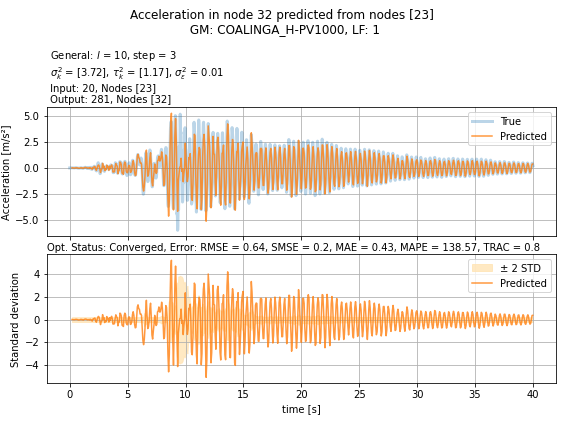 Acceleration in node 32 predicted from nodes [23]
GM: COALINGA_H-PV1000, LF: 1
General: l = 10, step = 3
σ²ₖ = [3.72], τ²ₖ = [1.17], σ²ᵣ = 0.01
Input: 20, Nodes [23]
Output: 281, Nodes [32]
Acceleration [m/s²]
5.0
2.5
0.0
−2.5
−5.0
True
Predicted
Opt. Status: Converged, Error: RMSE = 0.64, SMSE = 0.2, MAE = 0.43, MAPE = 138.57, TRAC = 0.8
Standard deviation
4
2
0
−2
−4
± 2 STD
Predicted
0 5 10 15 20 25 30 35 40
time [s]